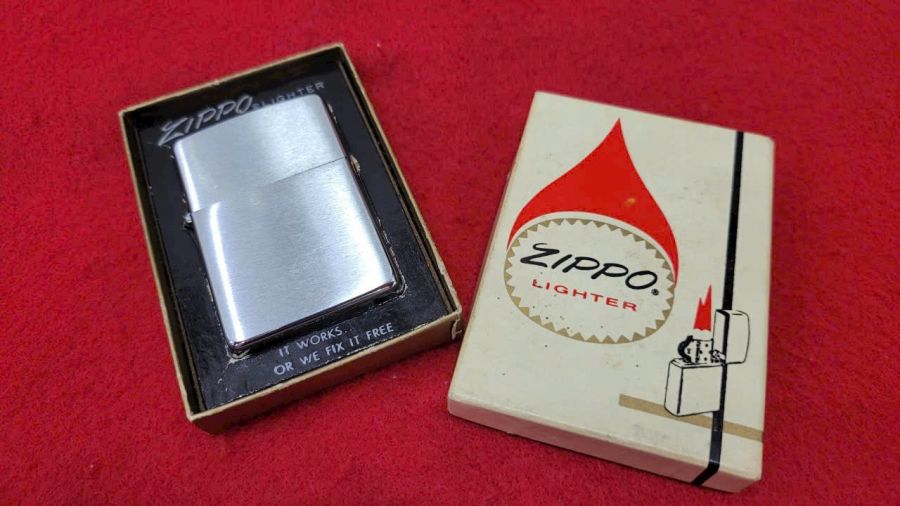 ZIPPO LIGHTER
IT WORKS...
OR WE FIX IT FREE
ZIPPO®
LIGHTER